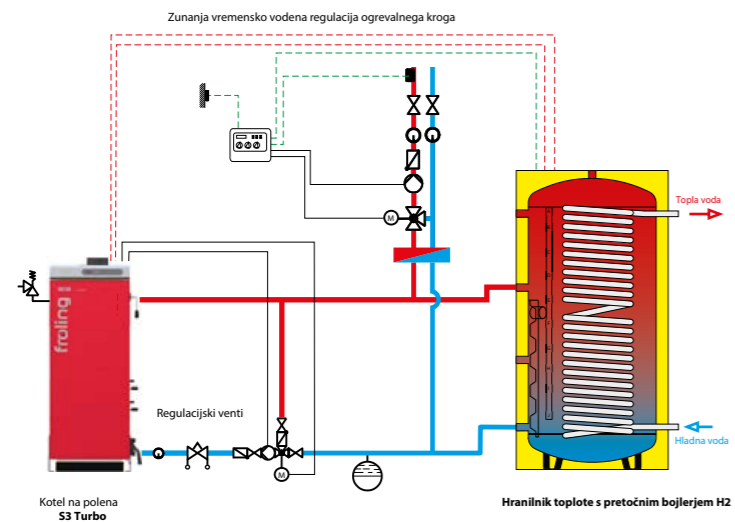 Zunanja vremensko vodena regulacija ogrevalnega kroga
Topla voda
M
froling
Regulacijski venti
Hladna voda
M
Kotel na polena
S3 Turbo
Hranilnik toplote s pretočnim bojlerjem H2